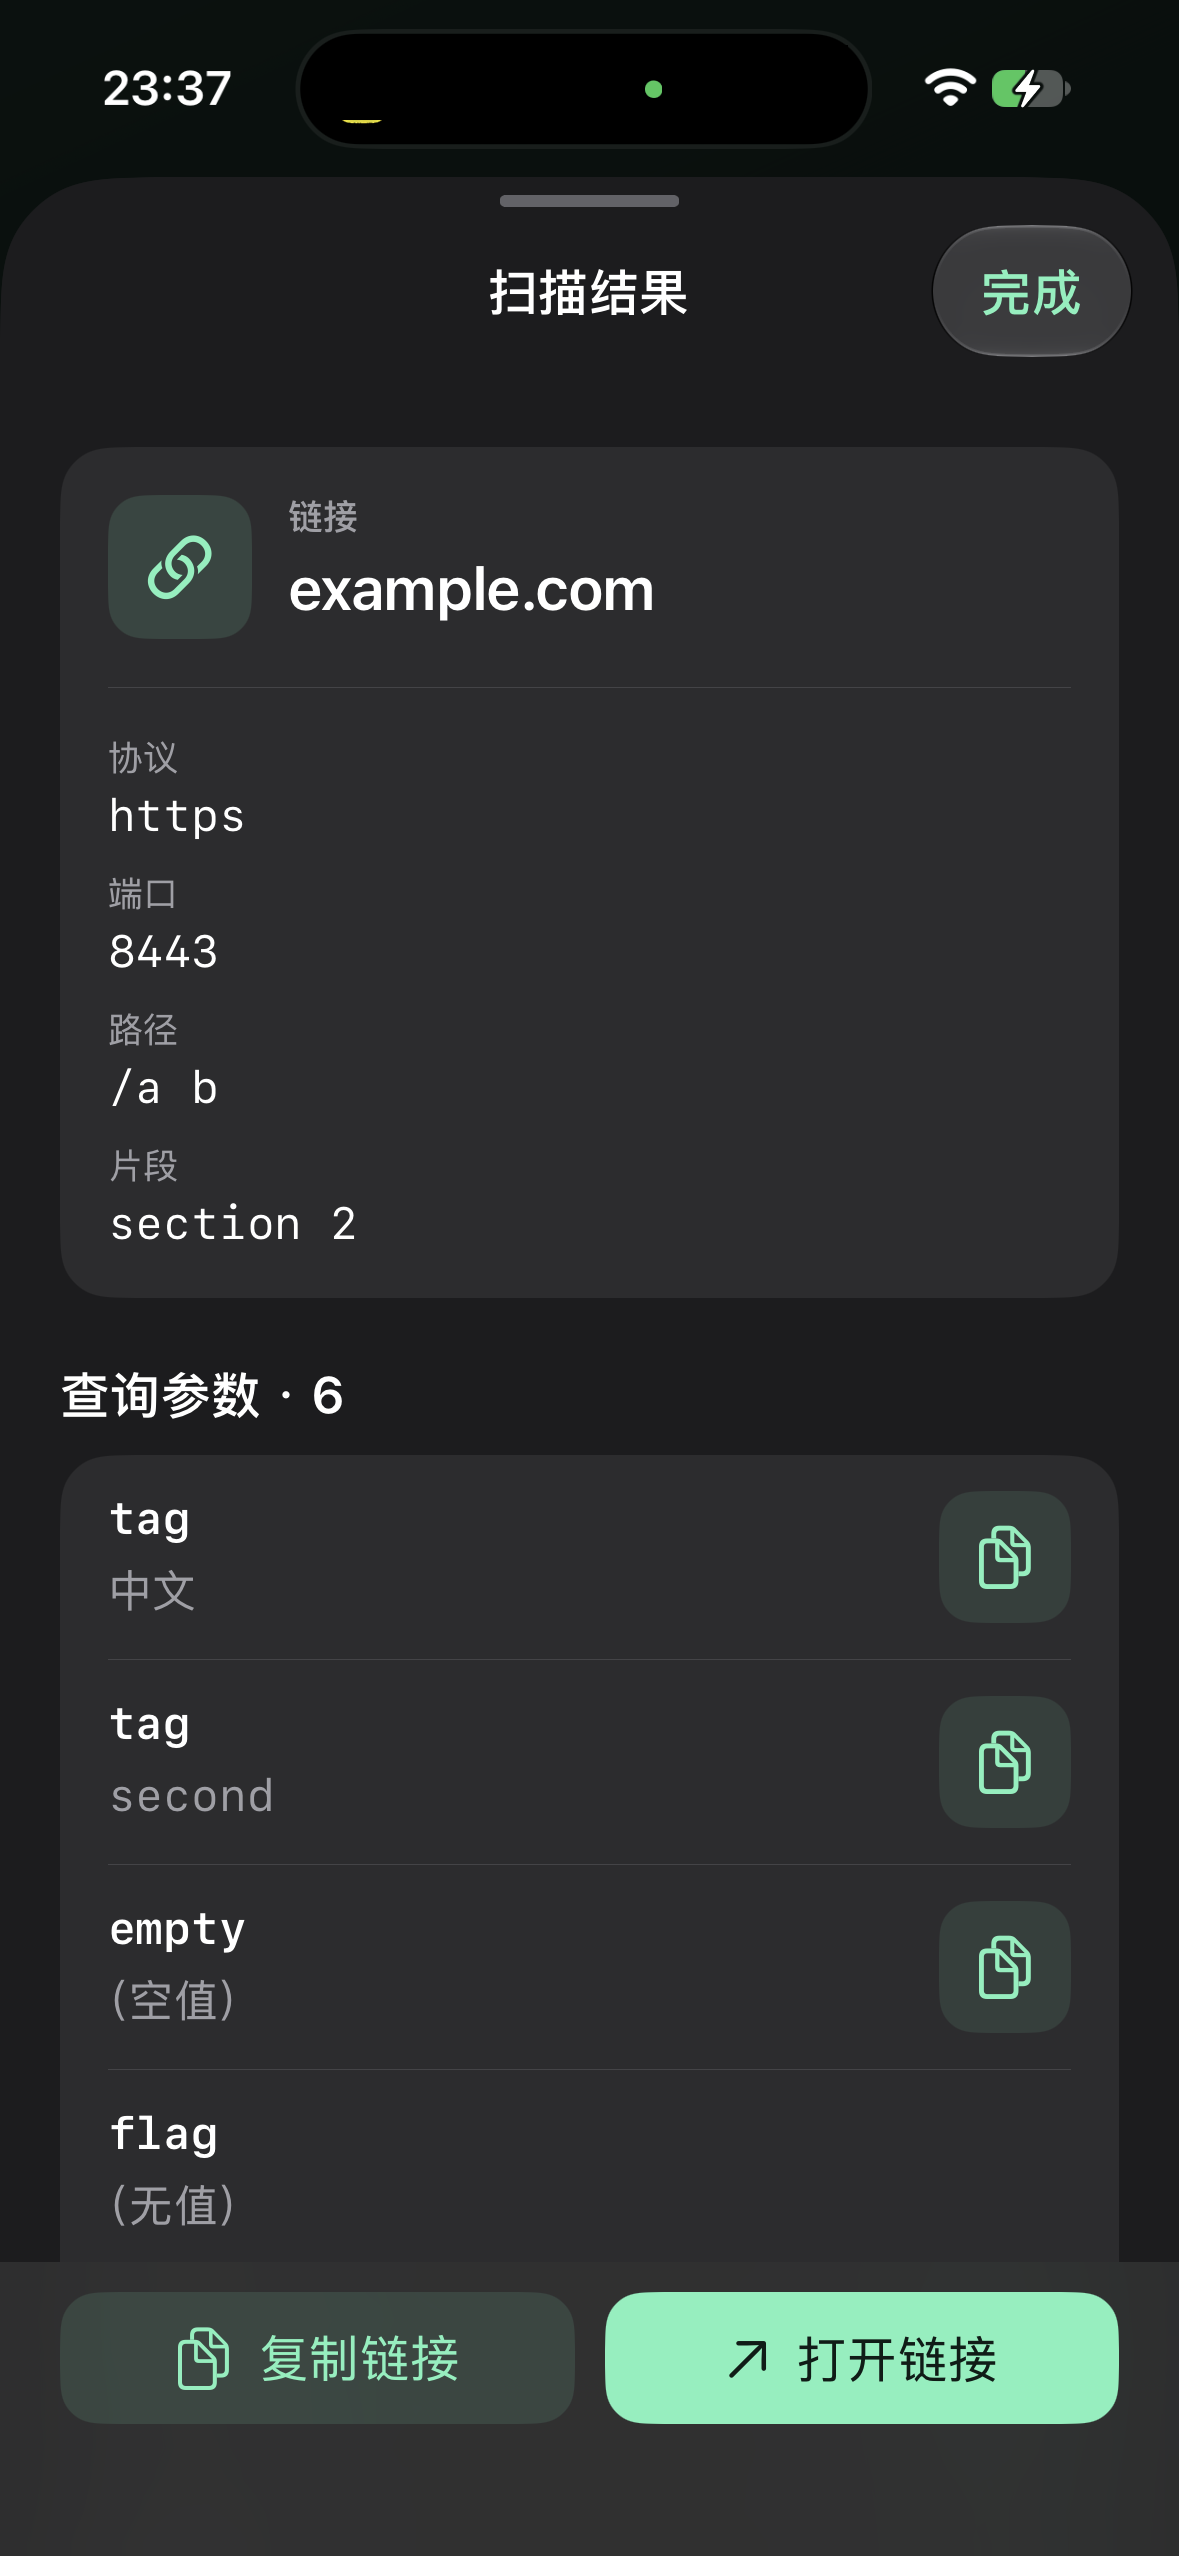 23:37
扫描结果
完成
链接
example.com
协议
https
端口
8443
路径
/a b
片段
section 2
查询参数 · 6
tag
中文
tag
second
empty
(空值)
flag
(无值)
复制链接
打开链接